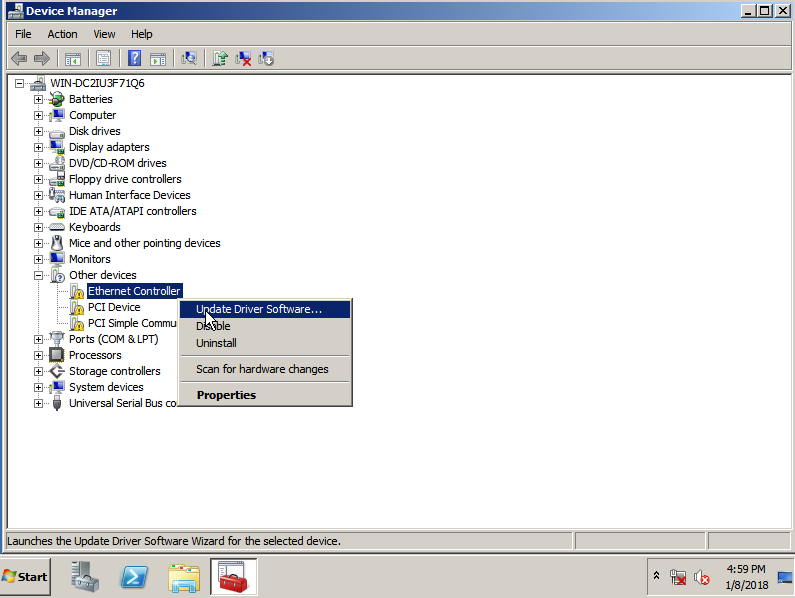 Device Manager
File Action View Help
WIN-DC2IU3F71Q6
Batteries
Computer
Disk drives
Display adapters
DVD/CD-ROM drives
Floppy drive controllers
Human Interface Devices
IDE ATA/ATAPI controllers
Keyboards
Mice and other pointing devices
Monitors
Other devices
Ethernet Controller
PCI Device
PCI Simple Commu
Ports (COM & LPT)
Processors
Storage controllers
System devices
Universal Serial Bus co
Update Driver Software...
Disable
Uninstall
Scan for hardware changes
Properties
Launches the Update Driver Software Wizard for the selected device.
Start
4:59 PM
1/8/2018